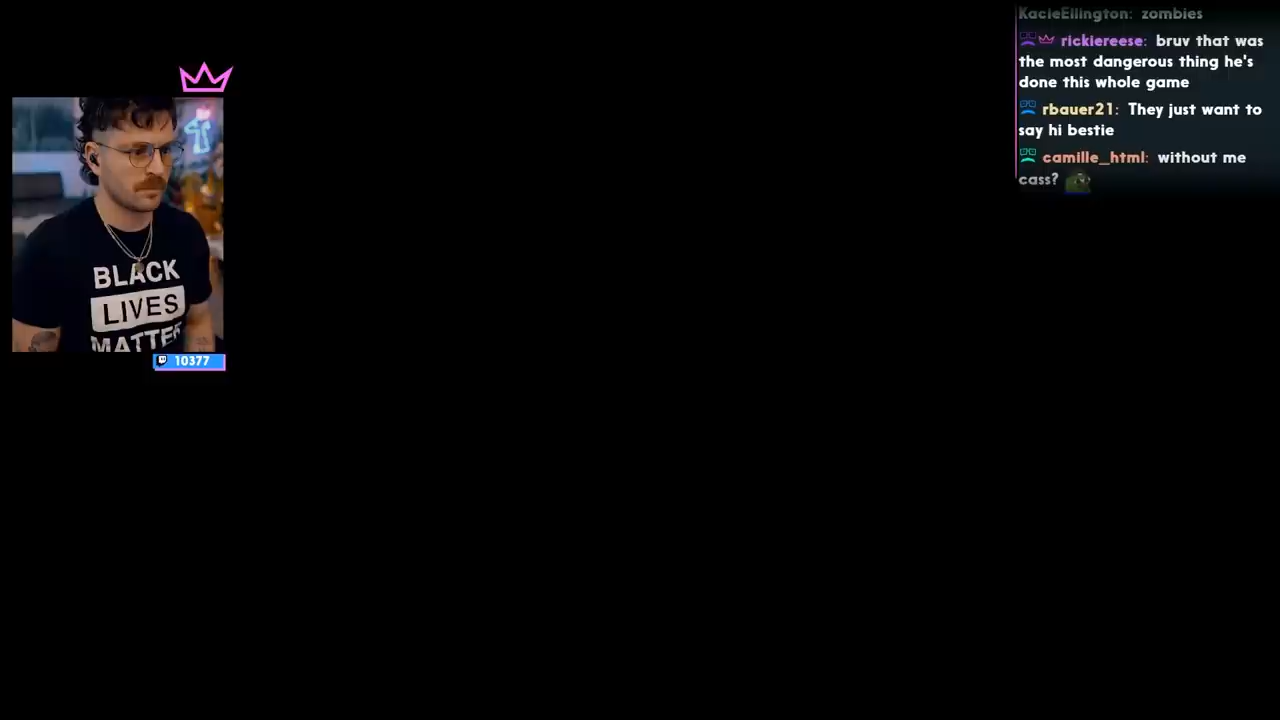 KacieEllington: zombies
rickiereese: bruv that was
the most dangerous thing he's
done this whole game
rbauer21: They just want to
say hi bestie
camille_html: without me
cass?
BLACK
LIVES
MATTER
10377